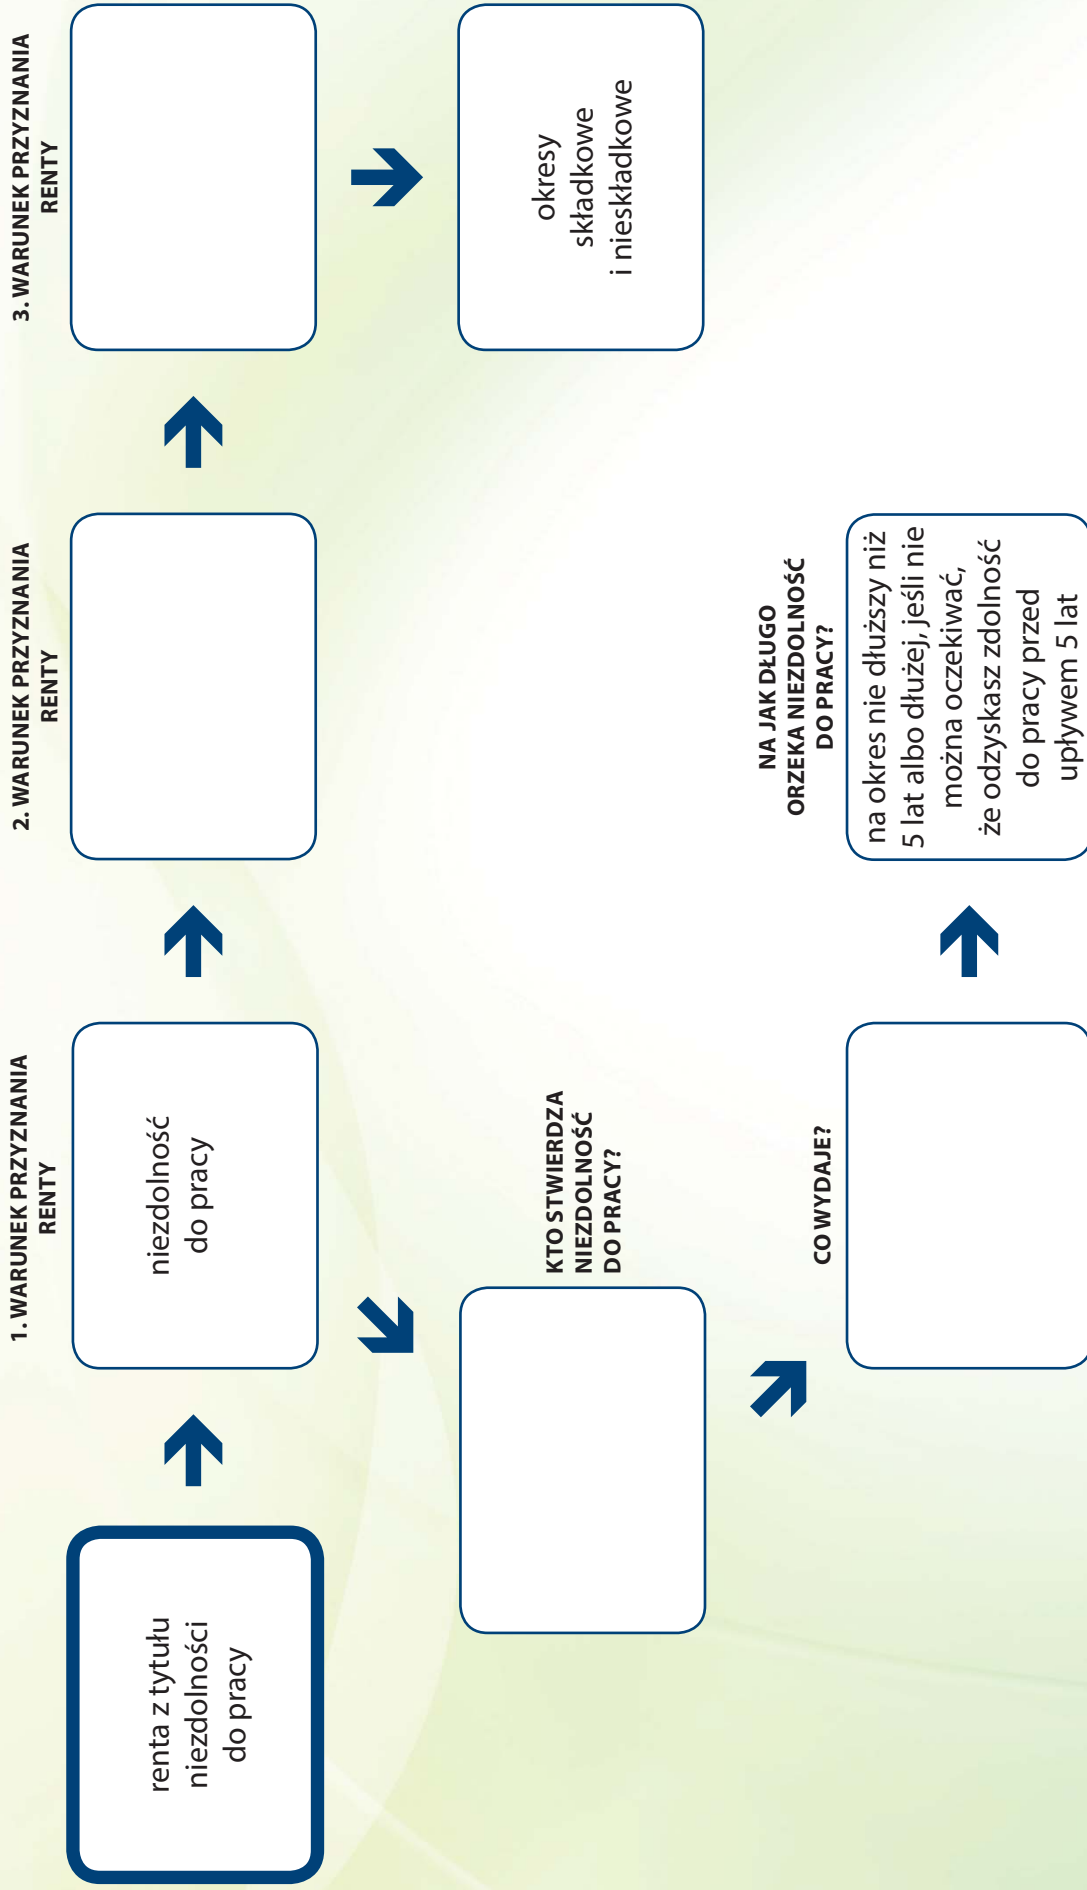 renta z tytułu
niezdolności
do pracy
1. WARUNEK PRZYZNANIA
RENTY
niezdolność
do pracy
2. WARUNEK PRZYZNANIA
RENTY
3. WARUNEK PRZYZNANIA
RENTY
okresy
składkowe
i nieskładkowe
KTO STWIERDZA
NIEZDOLNOŚĆ
DO PRACY?
CO WYDAJE?
NA JAK DŁUGO
ORZEKA NIEZDOLNOŚĆ
DO PRACY?
na okres nie dłuższy niż
5 lat albo dłużej, jeśli nie
można oczekiwać,
że odzyskasz zdolność
do pracy przed
upływem 5 lat